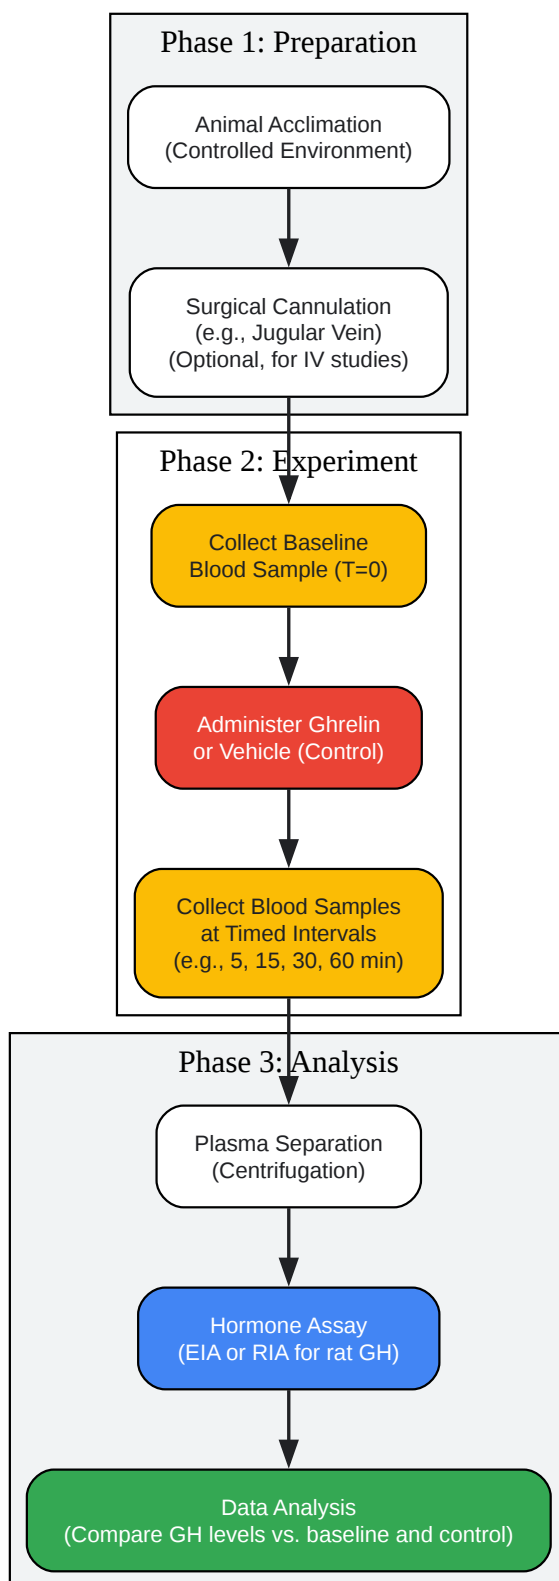 Phase 1: Preparation
Animal Acclimation
(Controlled Environment)
Surgical Cannulation
(e.g., Jugular Vein)
(Optional, for IV studies)
Phase 2: Experiment
Collect Baseline
Blood Sample (T=0)
Administer Ghrelin
or Vehicle (Control)
Collect Blood Samples
at Timed Intervals
(e.g., 5, 15, 30, 60 min)
Phase 3: Analysis
Plasma Separation
(Centrifugation)
Hormone Assay
(EIA or RIA for rat GH)
Data Analysis
(Compare GH levels vs. baseline and control)